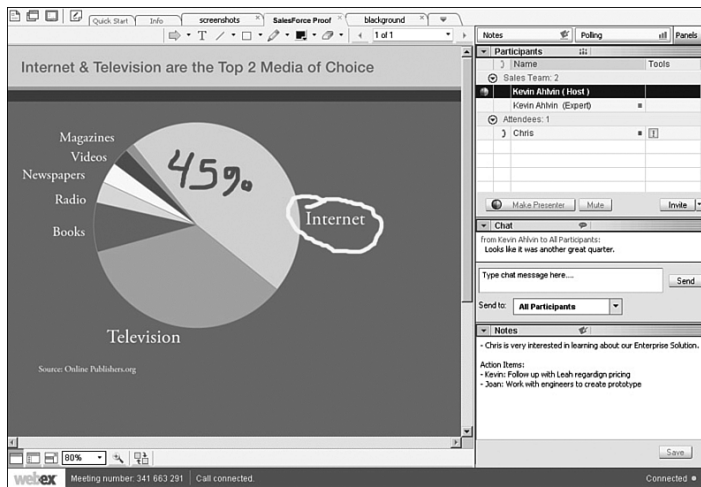 Quick Start
Info
screenshots
SalesForce Proof
background
T
1 of 1
Notes
Polling
Panels
Internet & Television are the Top 2 Media of Choice
Magazines
Videos
Newspapers
Radio
Books
45%
Internet
Television
Source: Online Publishers.org
Participants
Name
Tools
Sales Team: 2
Kevin Ahlvin ( Host )
Kevin Ahlvin (Expert)
Attendees: 1
Chris
Make Presenter
Mute
Invite
Chat
from Kevin Ahlvin to All Participants:
Looks like it was another great quarter.
Type chat message here....
Send
Send to:
All Participants
Notes
- Chris is very interested in learning about our Enterprise Solution.
Action Items:
- Kevin: Follow up with Leah regardign pricing
- Joan: Work with engineers to create prototype
Save
80%
webex
Meeting number: 341 663 291
Call connected.
Connected